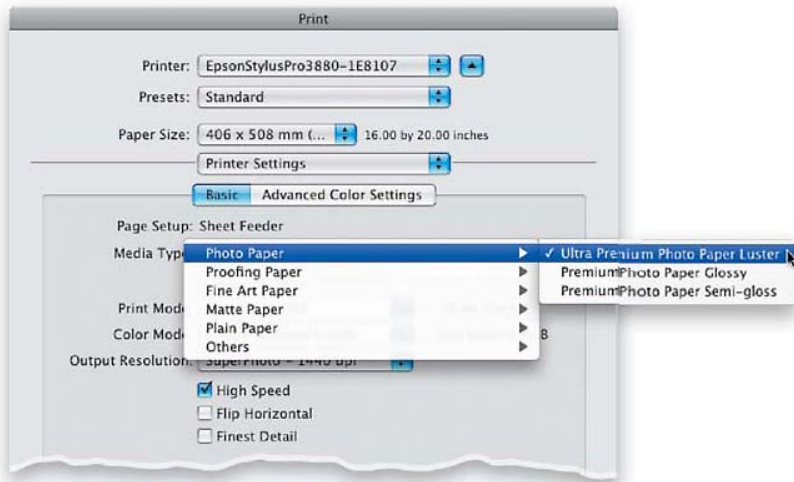 Print
Printer: EpsonStylusPro3880-1E8107
Presets: Standard
Paper Size: 406 x 508 mm (... 16.00 by 20.00 inches
Printer Settings
Basic Advanced Color Settings
Page Setup: Sheet Feeder
Media Typ
Photo Paper
Ultra Premium Photo Paper Luster
Proofing Paper
Premium Photo Paper Glossy
Fine Art Paper
Premium Photo Paper Semi-gloss
Matte Paper
Plain Paper
Others
Print Mod
Color Mod
Output Resolution: SuperPhoto - 1440 dpi
High Speed
Flip Horizontal
Finest Detail